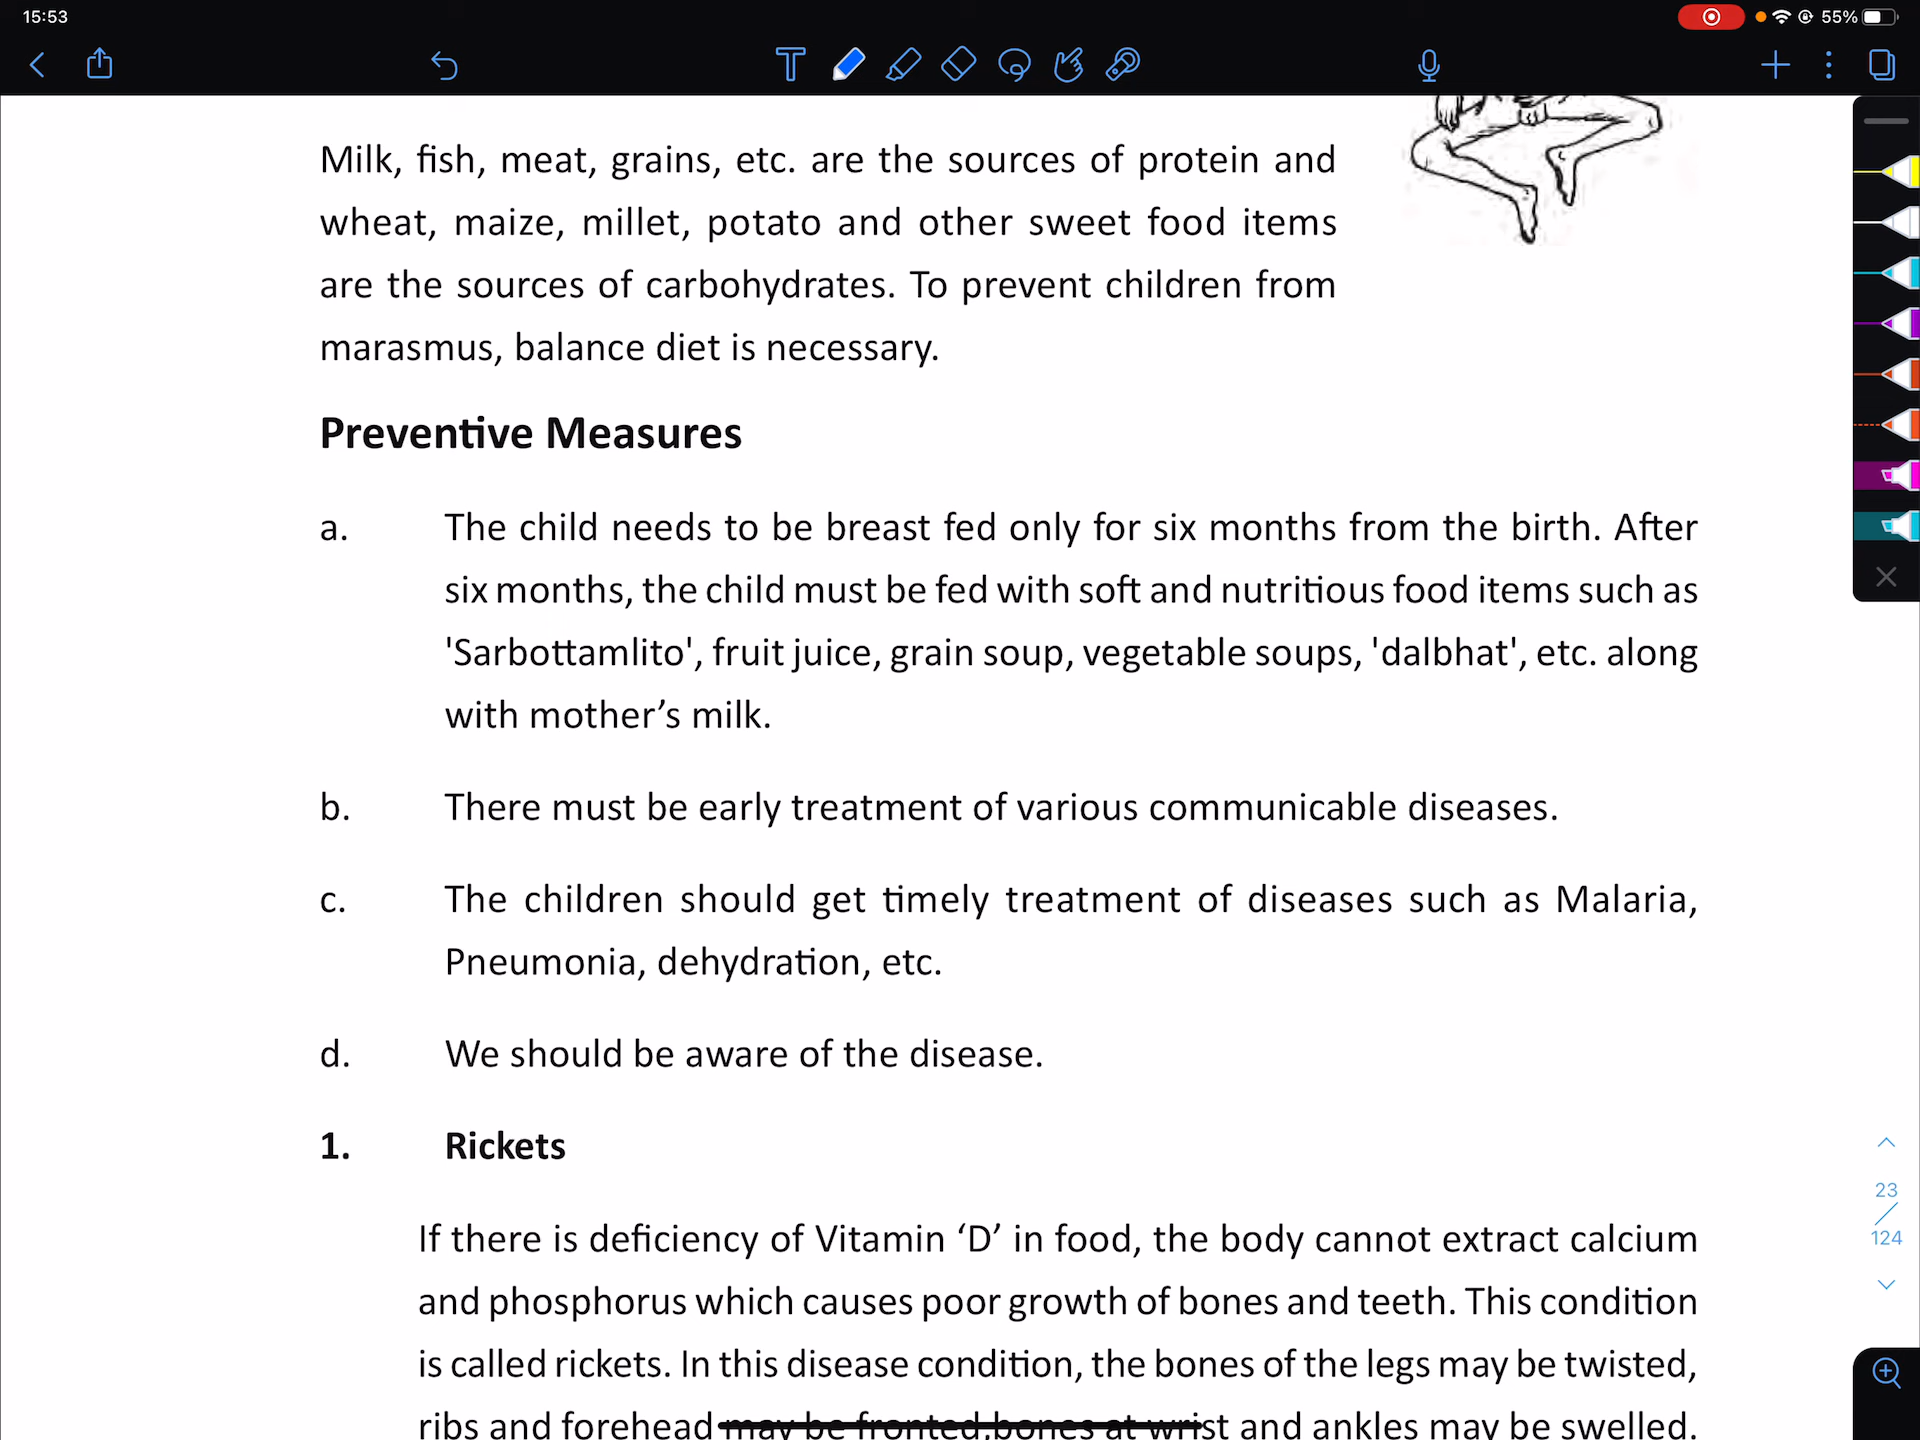 15:53
55%
Milk, fish, meat, grains, etc. are the sources of protein and
wheat, maize, millet, potato and other sweet food items
are the sources of carbohydrates. To prevent children from
marasmus, balance diet is necessary.
Preventive Measures
a. The child needs to be breast fed only for six months from the birth. After
six months, the child must be fed with soft and nutritious food items such as
'Sarbottamlito', fruit juice, grain soup, vegetable soups, 'dalbhat', etc. along
with mother’s milk.
b. There must be early treatment of various communicable diseases.
c. The children should get timely treatment of diseases such as Malaria,
Pneumonia, dehydration, etc.
d. We should be aware of the disease.
1. Rickets
If there is deficiency of Vitamin ‘D’ in food, the body cannot extract calcium
and phosphorus which causes poor growth of bones and teeth. This condition
is called rickets. In this disease condition, the bones of the legs may be twisted,
ribs and forehead may be fronted,bones at wrist and ankles may be swelled.
23
/
124